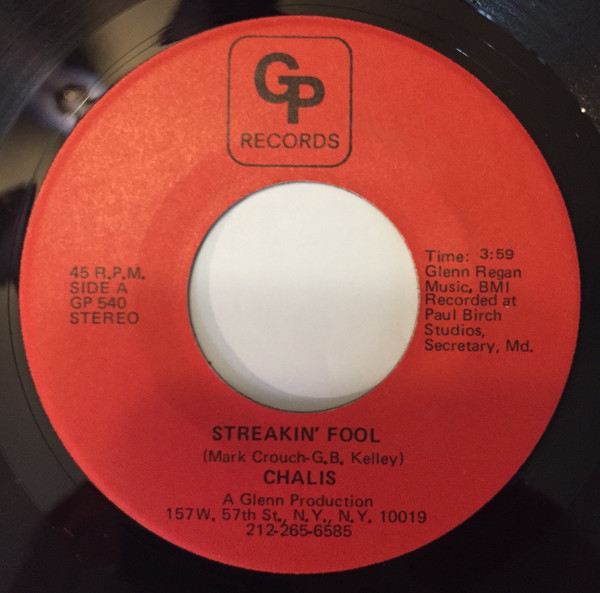 GP
RECORDS
45 R.P.M.
SIDE A
GP 540
STEREO
Time: 3:59
Glenn Regan
Music, BMI
Recorded at
Paul Birch
Studios,
Secretary, Md.
STREAKIN' FOOL
(Mark Crouch-G.B. Kelley)
CHALIS
A Glenn Production
157 W. 57th St., N.Y., N.Y. 10019
212-265-6585